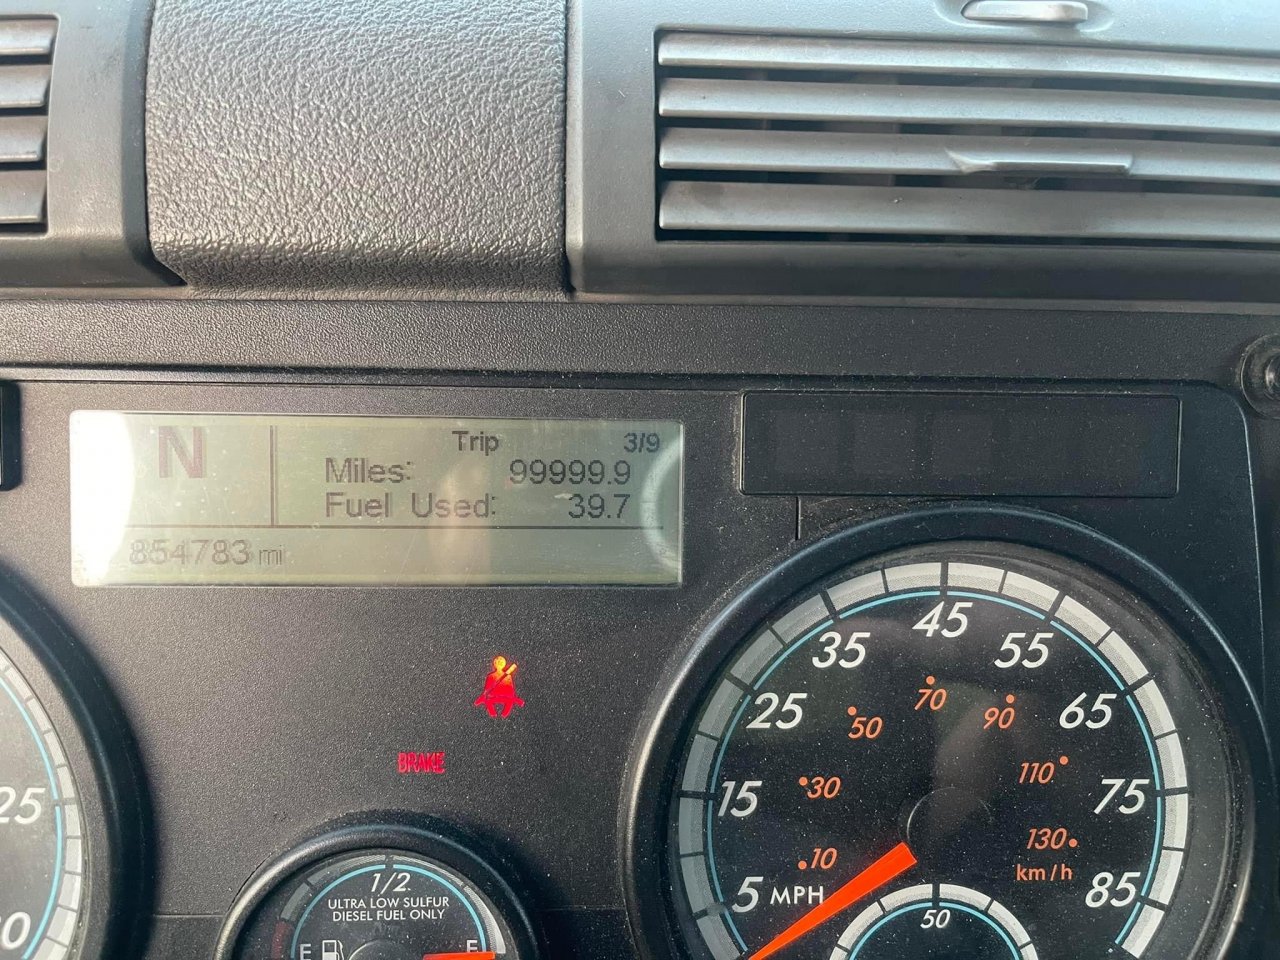 N
Trip 3/9
Miles: 99999.9
Fuel Used: 39.7
854783 mi
BRAKE
1/2
ULTRA LOW SULFUR
DIESEL FUEL ONLY
E F
25
5 15 25 35 45 55 65 75 85
MPH
10 30 50 70 90 110 130
km/h
50